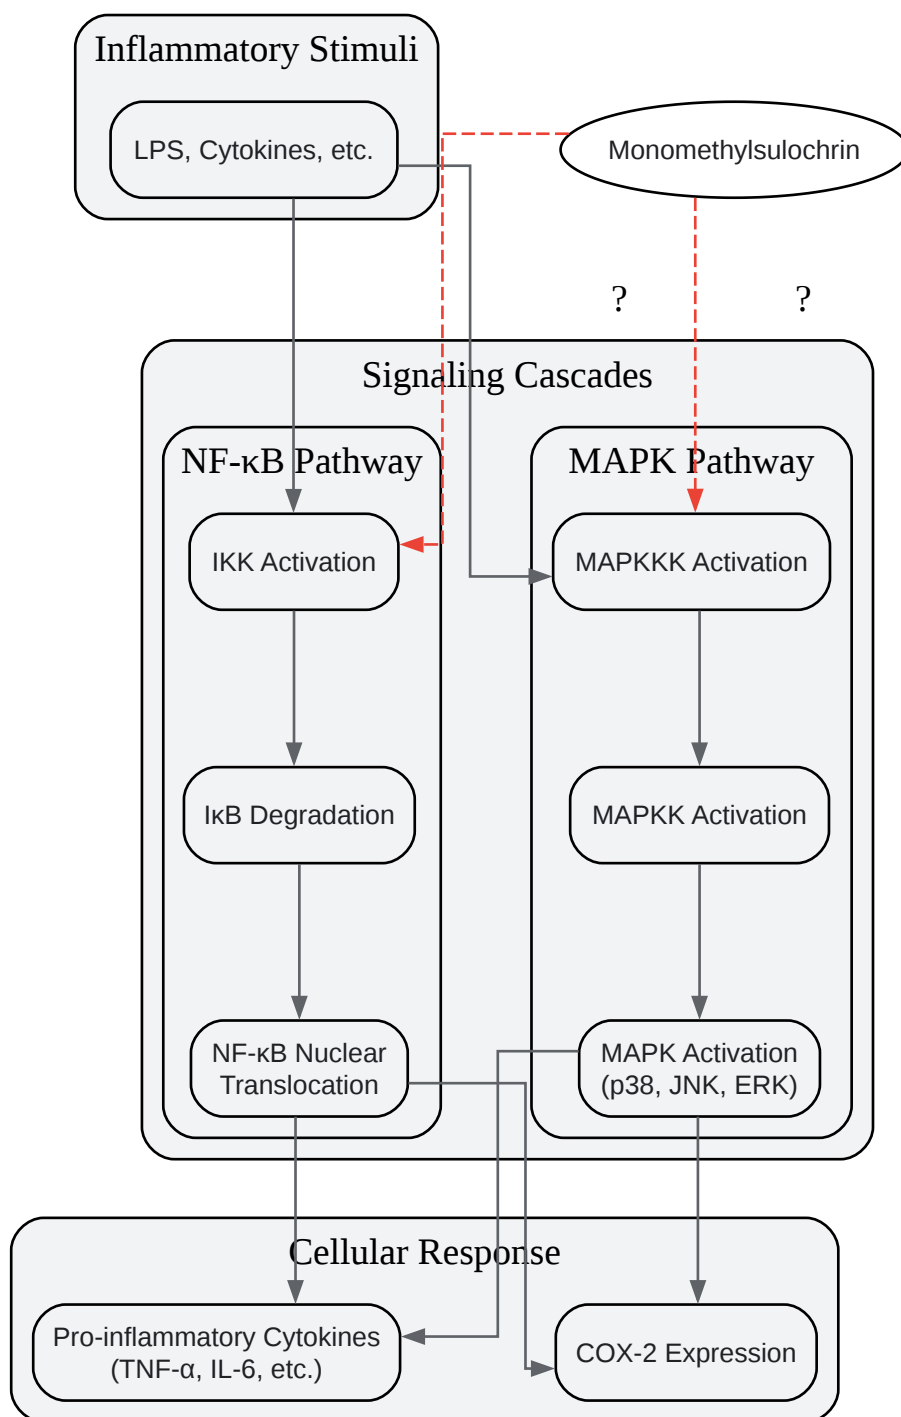 Inflammatory Stimuli
LPS, Cytokines, etc.
Monomethylsulochrin
?
?
Signaling Cascades
NF-κB Pathway
MAPK Pathway
IKK Activation
MAPKKK Activation
IκB Degradation
MAPKK Activation
NF-κB Nuclear
Translocation
MAPK Activation
(p38, JNK, ERK)
Cellular Response
Pro-inflammatory Cytokines
(TNF-α, IL-6, etc.)
COX-2 Expression